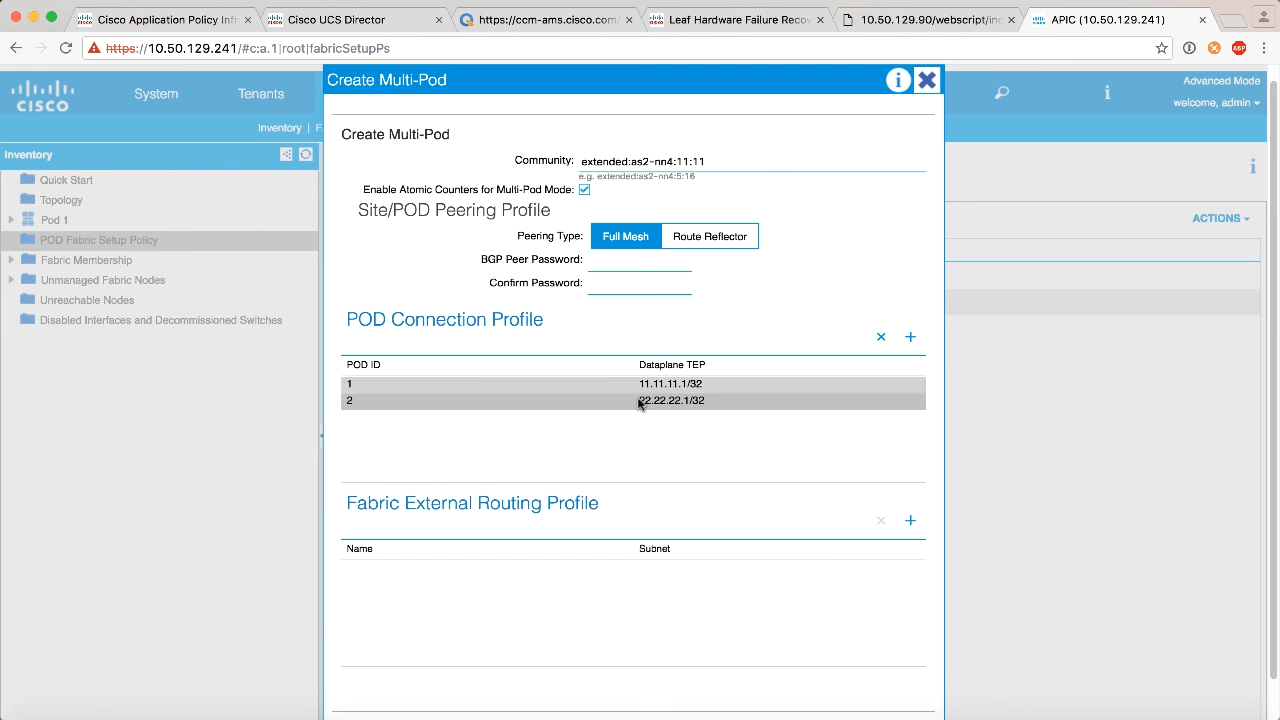 Cisco Application Policy Infr
Cisco UCS Director
https://ccm-ams.cisco.com/
Leaf Hardware Failure - 
10.50.129.90/webscript/ind
APIC (10.50.129.241)
https://10.50.129.241/#c:a.1|root|fabricSetupPs
ABP
CISCO
System
Tenants
Advanced Mode
welcome, admin
Inventory | F
Inventory
Quick Start
Topology
Pod 1
POD Fabric Setup Policy
Fabric Membership
Unmanaged Fabric Nodes
Unreachable Nodes
Disabled Interfaces and Decommissioned Switches
ACTIONS
Create Multi-Pod
Create Multi-Pod
Community: extended:as2-nn4:11:11
e.g. extended:as2-nn4:5:16
Enable Atomic Counters for Multi-Pod Mode:
Site/POD Peering Profile
Peering Type: Full Mesh Route Reflector
BGP Peer Password:
Confirm Password:
POD Connection Profile
POD ID Dataplane TEP
1 11.11.11.1/32
2 22.22.22.1/32
Fabric External Routing Profile
Name Subnet